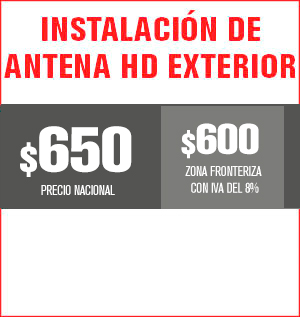 INSTALACIÓN DE
ANTENA HD EXTERIOR
$650
PRECIO NACIONAL
$600
ZONA FRONTERIZA
CON IVA DEL 8%